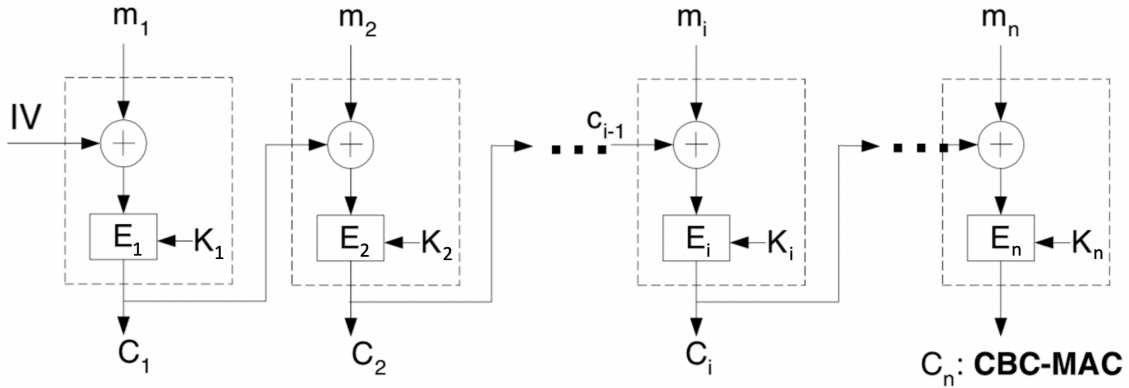 m₁ m₂ mᵢ mₙ
IV cᵢ₋₁
E₁ K₁ E₂ K₂ Eᵢ Kᵢ Eₙ Kₙ
C₁ C₂ Cᵢ Cₙ: CBC-MAC